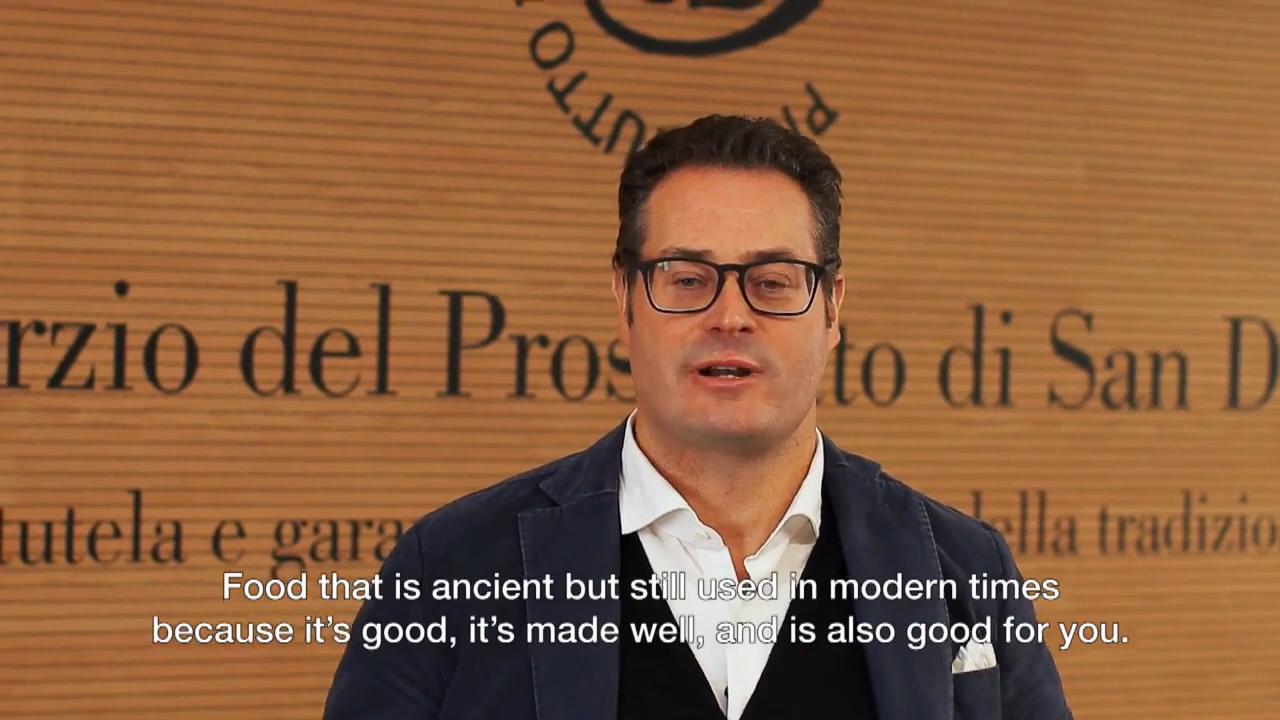 UTTO
rzio del Pros to di San D
tutela e gara della tradizio
Food that is ancient but still used in modern times
because it's good, it's made well, and is also good for you.